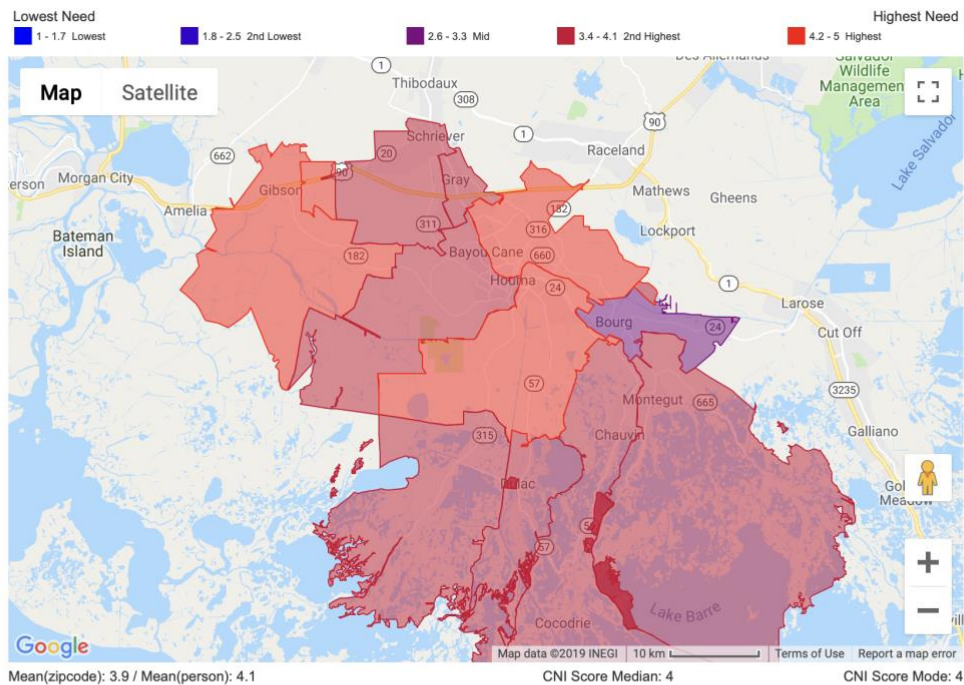 Lowest Need
Highest Need
1 - 1.7 Lowest
1.8 - 2.5 2nd Lowest
2.6 - 3.3 Mid
3.4 - 4.1 2nd Highest
4.2 - 5 Highest
Map
Satellite
Des Allemands
Salvador
Wildlife
Management
Area
Lake Salvador
1
Thibodaux
308
1
90
Schriever
Raceland
662
20
90
Gray
Mathews
Gheens
erson
Morgan City
Gibson
Amelia
182
Lockport
Bateman
Island
311
316
182
Bayou Cane
660
Houma
24
1
Larose
Bourg
24
Cut Off
57
3235
Montegut
665
315
Chauvin
Galliano
Dulac
Meadow
57
Lake Barre
Cocodrie
Google
Map data ©2019 INEGI
10 km
Terms of Use
Report a map error
Mean(zipcode): 3.9 / Mean(person): 4.1
CNI Score Median: 4
CNI Score Mode: 4